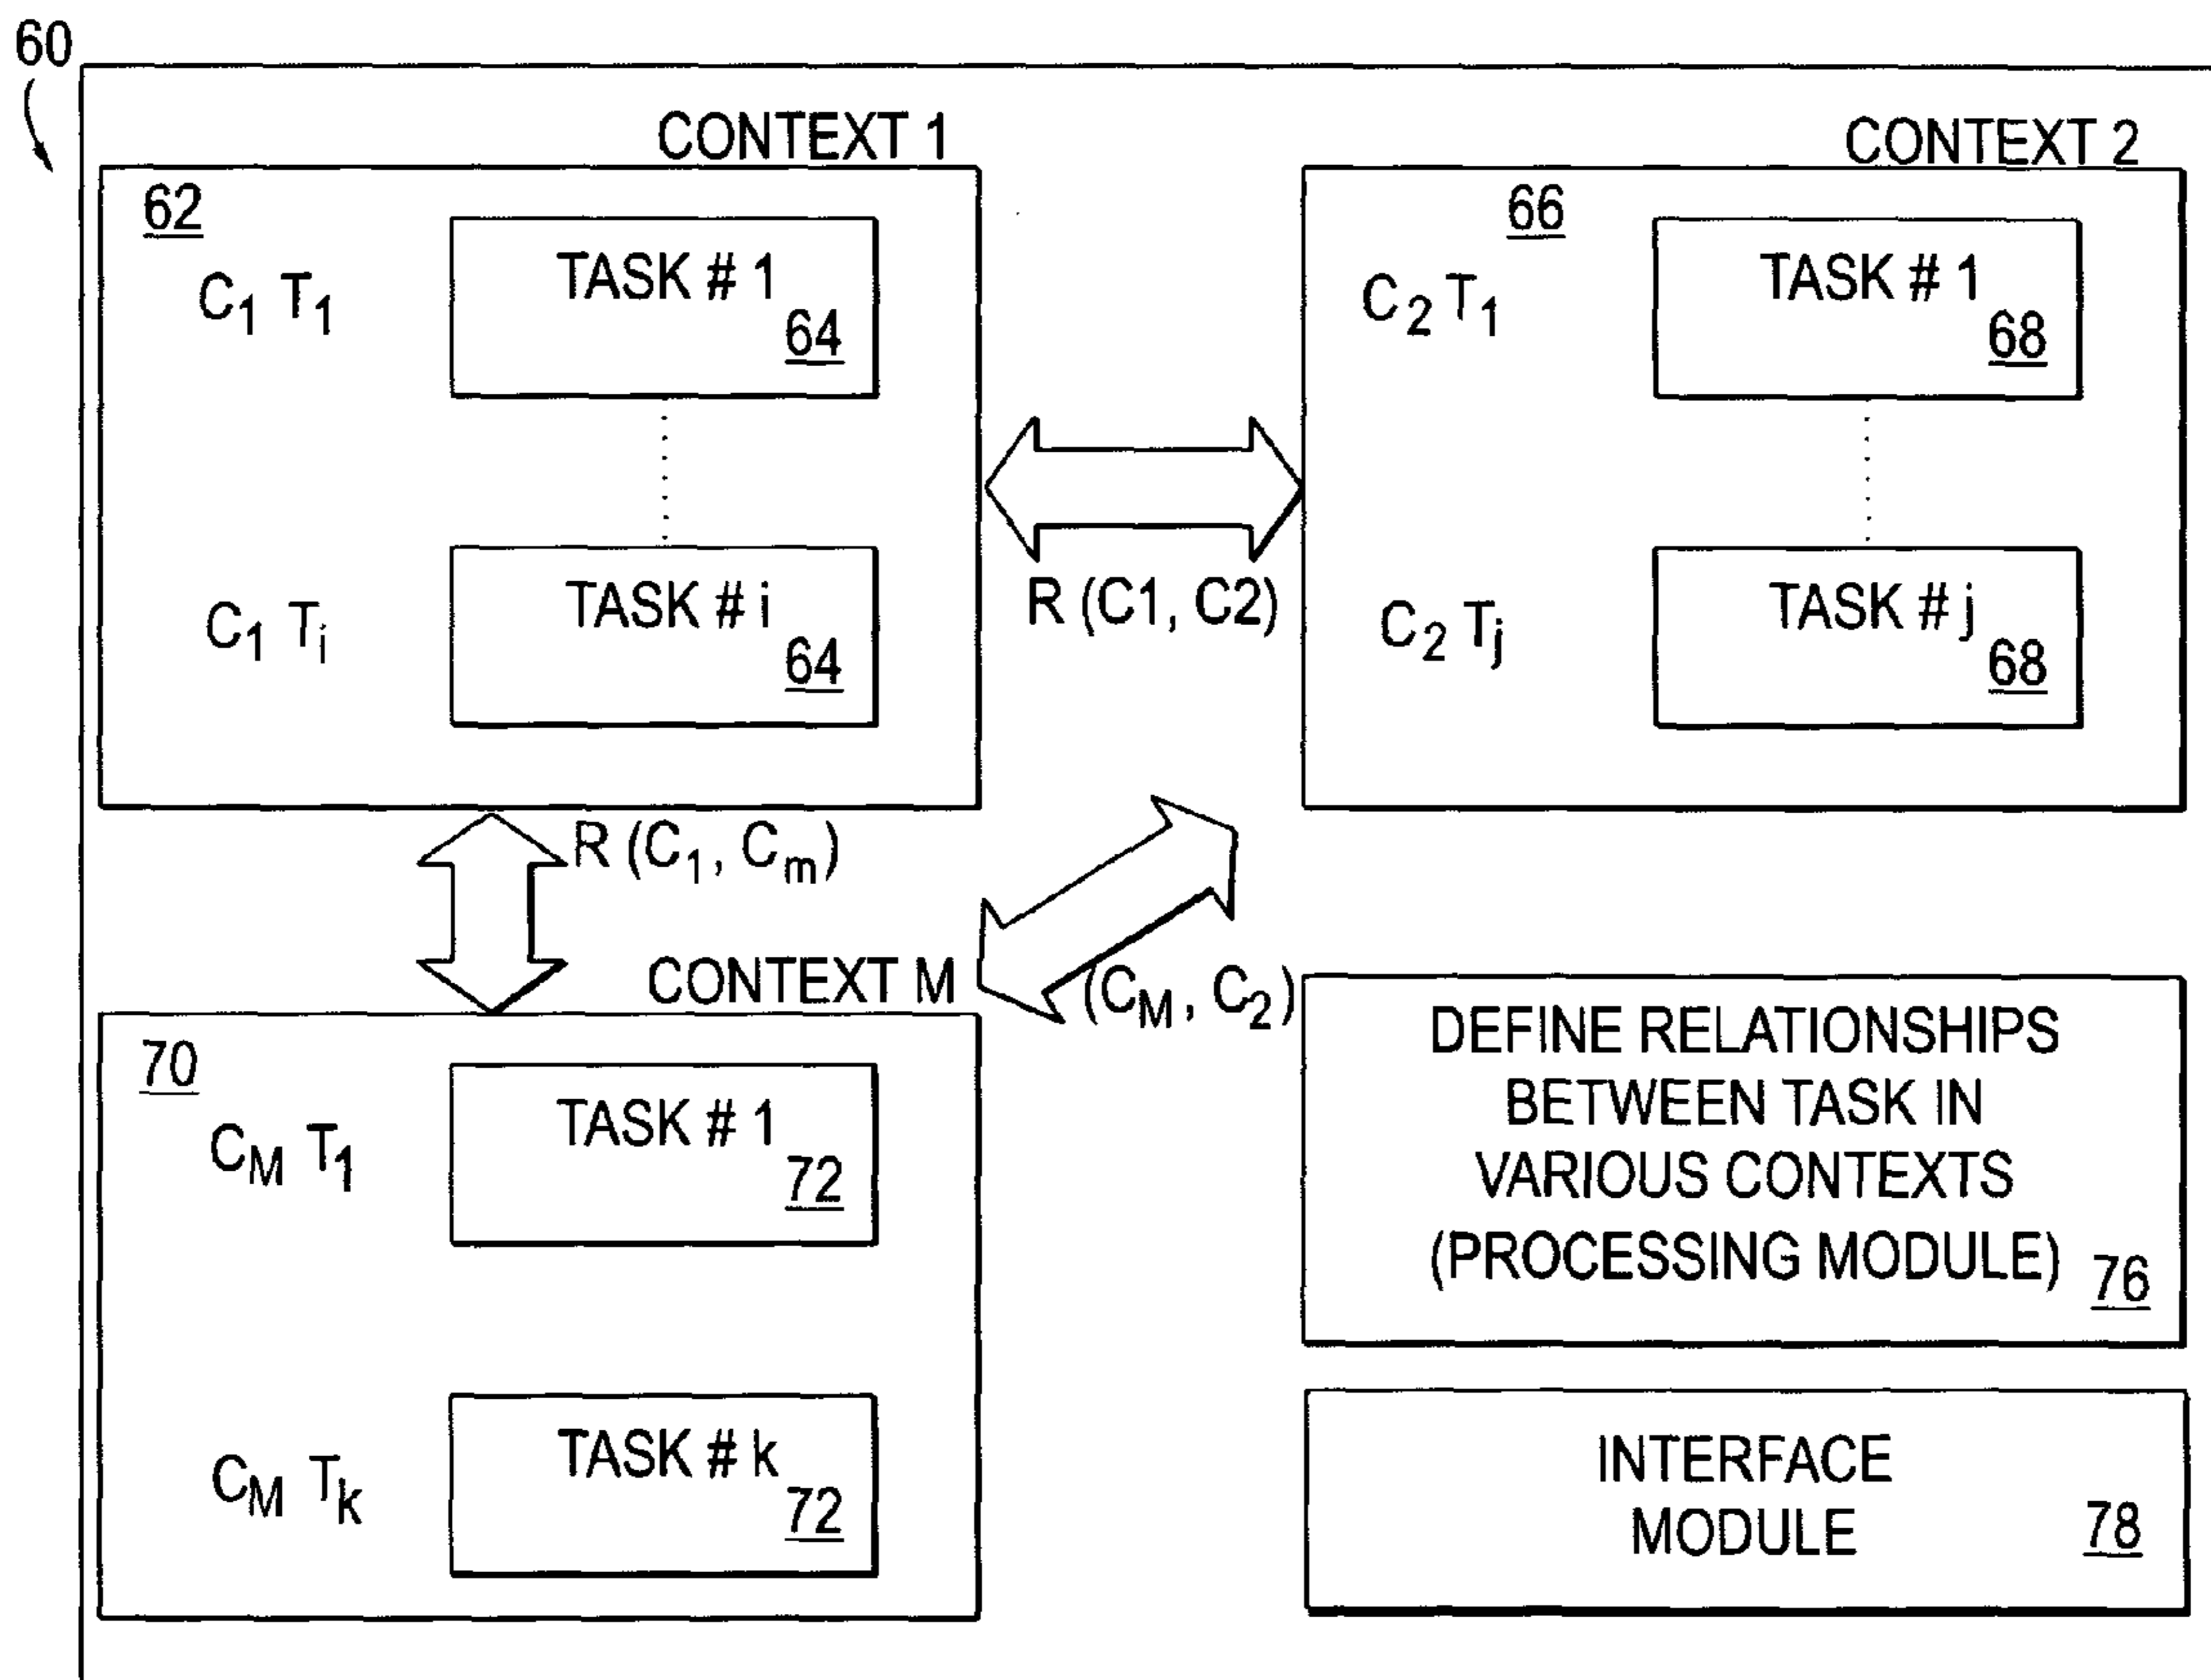 60
CONTEXT 1
62
C1 T1
TASK # 1
64
C1 Ti
TASK # i
64
CONTEXT 2
66
C2 T1
TASK # 1
68
C2 Tj
TASK # j
68
R (C1, C2)
R (C1, Cm)
(CM, C2)
CONTEXT M
70
CM T1
TASK # 1
72
CM Tk
TASK # k
72
DEFINE RELATIONSHIPS
BETWEEN TASK IN
VARIOUS CONTEXTS
(PROCESSING MODULE)
76
INTERFACE
MODULE
78